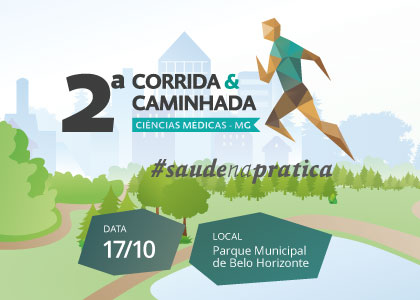 2ª CORRIDA &
CAMINHADA
CIÊNCIAS MÉDICAS - MG
#saudenapratica
DATA
17/10
LOCAL
Parque Municipal
de Belo Horizonte